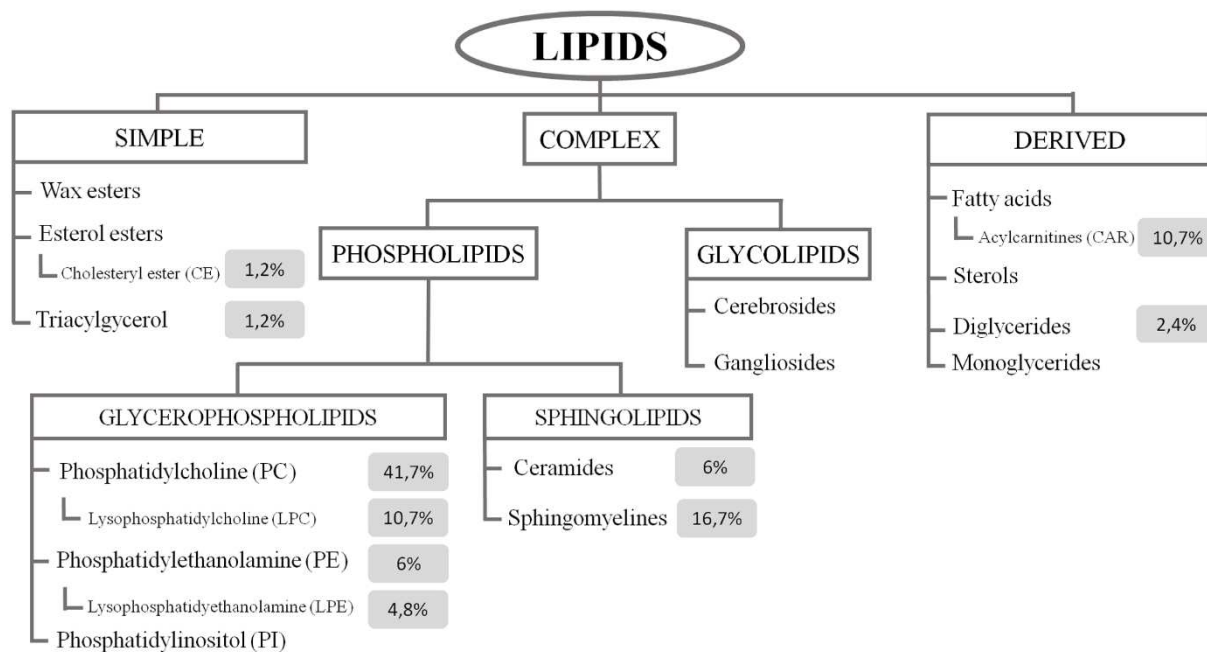 LIPIDS
SIMPLE
Wax esters
Esterol esters
Cholesteryl ester (CE) 1,2%
Triacylgycerol 1,2%
COMPLEX
PHOSPHOLIPIDS
GLYCOLIPIDS
Cerebrosides
Gangliosides
DERIVED
Fatty acids
Acylcarnitines (CAR) 10,7%
Sterols
Diglycerides 2,4%
Monoglycerides
GLYCEROPHOSPHOLIPIDS
Phosphatidylcholine (PC) 41,7%
Lysophosphatidylcholine (LPC) 10,7%
Phosphatidylethanolamine (PE) 6%
Lysophosphatidyethanolamine (LPE) 4,8%
Phosphatidylinositol (PI)
SPHINGOLIPIDS
Ceramides 6%
Sphingomyelines 16,7%